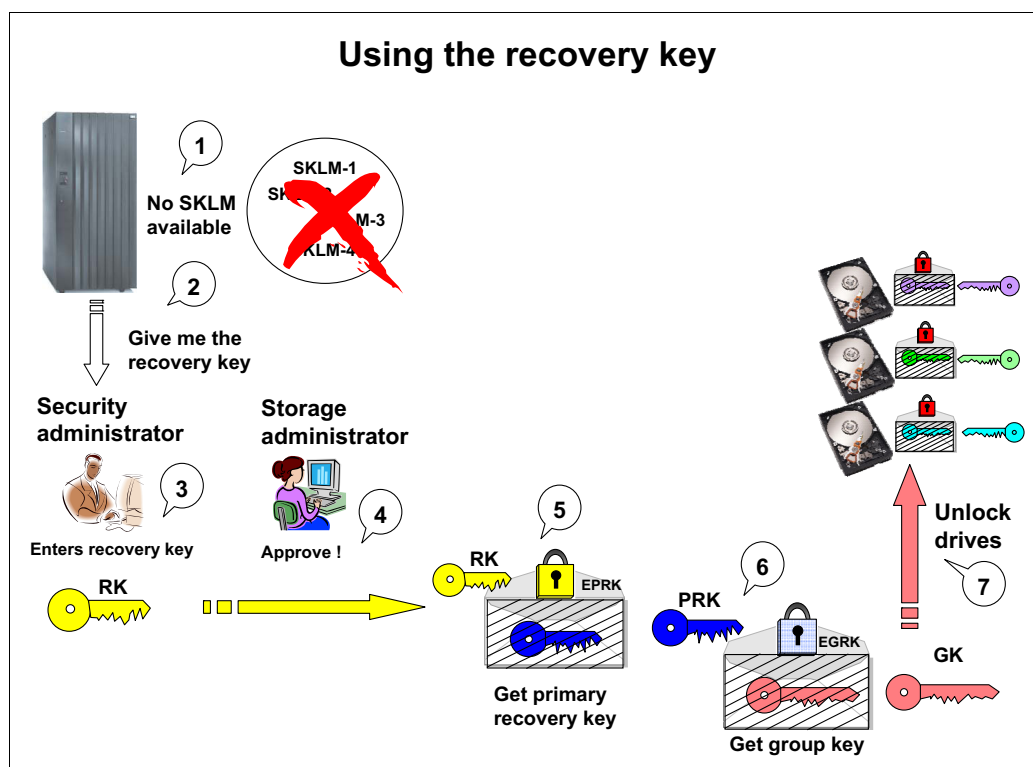 Using the recovery key
1
No SKLM
available
SKLM-1
M-3
2
Give me the
recovery key
Security
administrator
Storage
administrator
3
4
Enters recovery key
Approve !
RK
5
RK
EPRK
Get primary
recovery key
6
PRK
EGRK
Get group key
GK
Unlock
drives
7